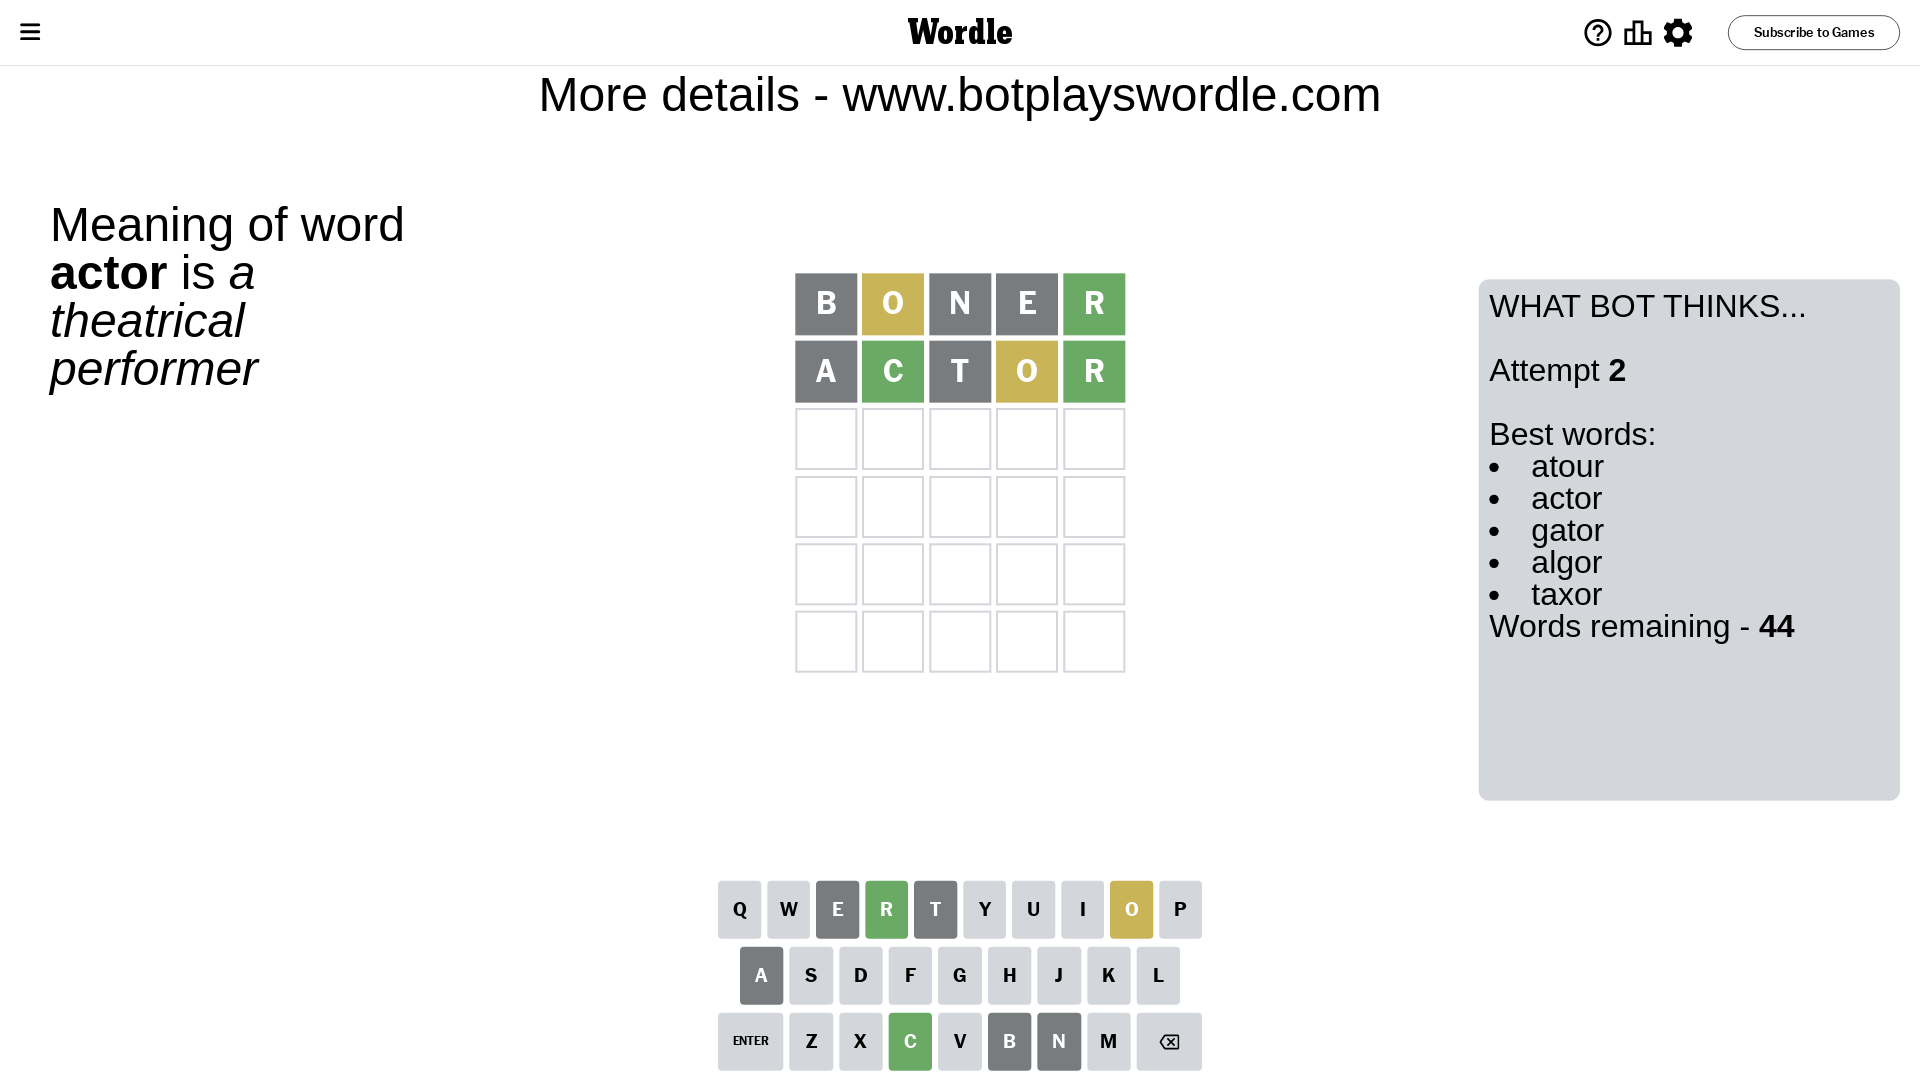 Wordle
Subscribe to Games
More details - www.botplayswordle.com
Meaning of word
actor is a
theatrical
performer
B O N E R
A C T O R
WHAT BOT THINKS...
Attempt 2
Best words:
• atour
• actor
• gator
• algor
• taxor
Words remaining - 44
Q W E R T Y U I O P
A S D F G H J K L
ENTER Z X C V B N M